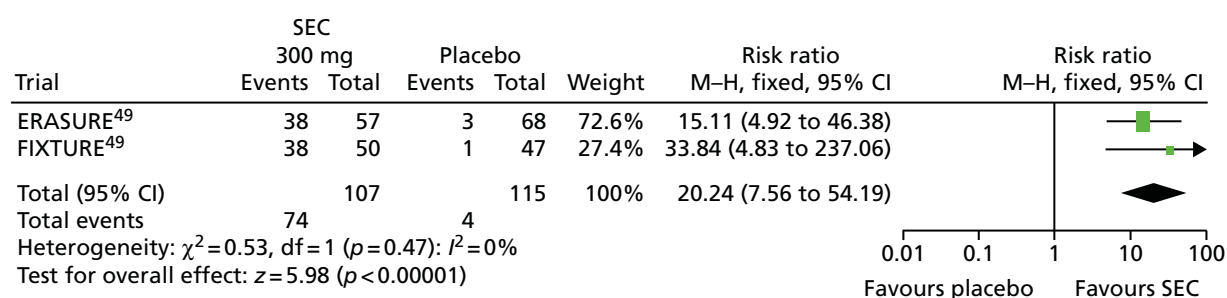 SEC
300 mg Placebo Risk ratio Risk ratio
Trial Events Total Events Total Weight M–H, fixed, 95% CI M–H, fixed, 95% CI
ERASURE49 38 57 3 68 72.6% 15.11 (4.92 to 46.38)
FIXTURE49 38 50 1 47 27.4% 33.84 (4.83 to 237.06)
Total (95% CI) 107 115 100% 20.24 (7.56 to 54.19)
Total events 74 4
Heterogeneity: χ2=0.53, df=1 (p=0.47): I2=0%
Test for overall effect: z=5.98 (p<0.00001)
0.01 0.1 1 10 100
Favours placebo Favours SEC